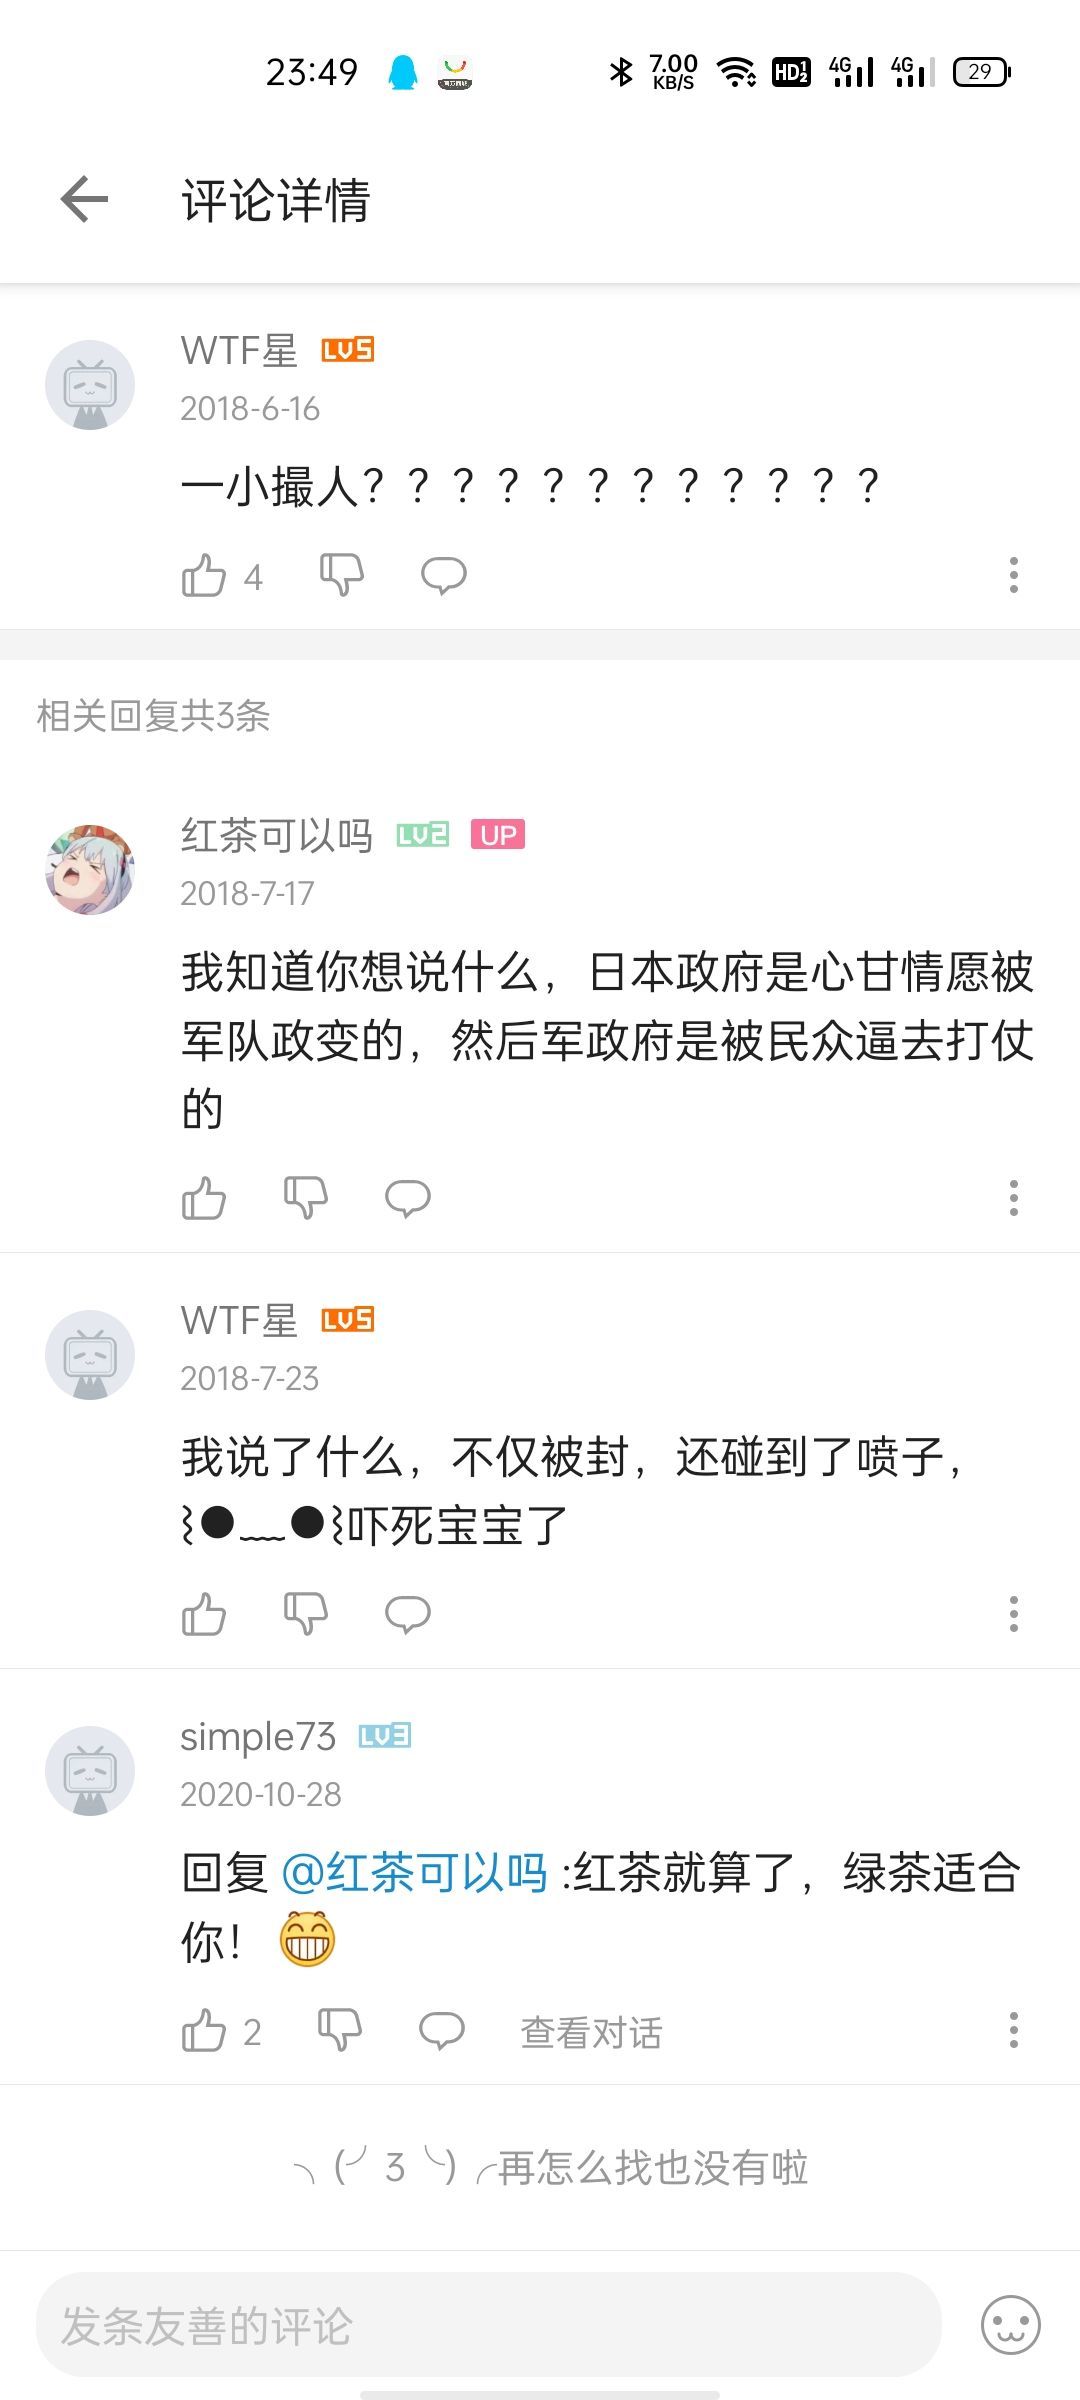 23:49 7.00 KB/S HD 1 2 4G 4G 29
评论详情
WTF星 LV5
2018-6-16
一小撮人？？？？？？？？？？？？
4
相关回复共3条
红茶可以吗 LV2 UP
2018-7-17
我知道你想说什么，日本政府是心甘情愿被
军队政变的，然后军政府是被民众逼去打仗
的
WTF星 LV5
2018-7-23
我说了什么，不仅被封，还碰到了喷子，
⌇●﹏●⌇吓死宝宝了
simple73 LV3
2020-10-28
回复 @红茶可以吗 :红茶就算了，绿茶适合
你！😁
2 查看对话
╮(╯3╰)╭再怎么找也没有啦
发条友善的评论